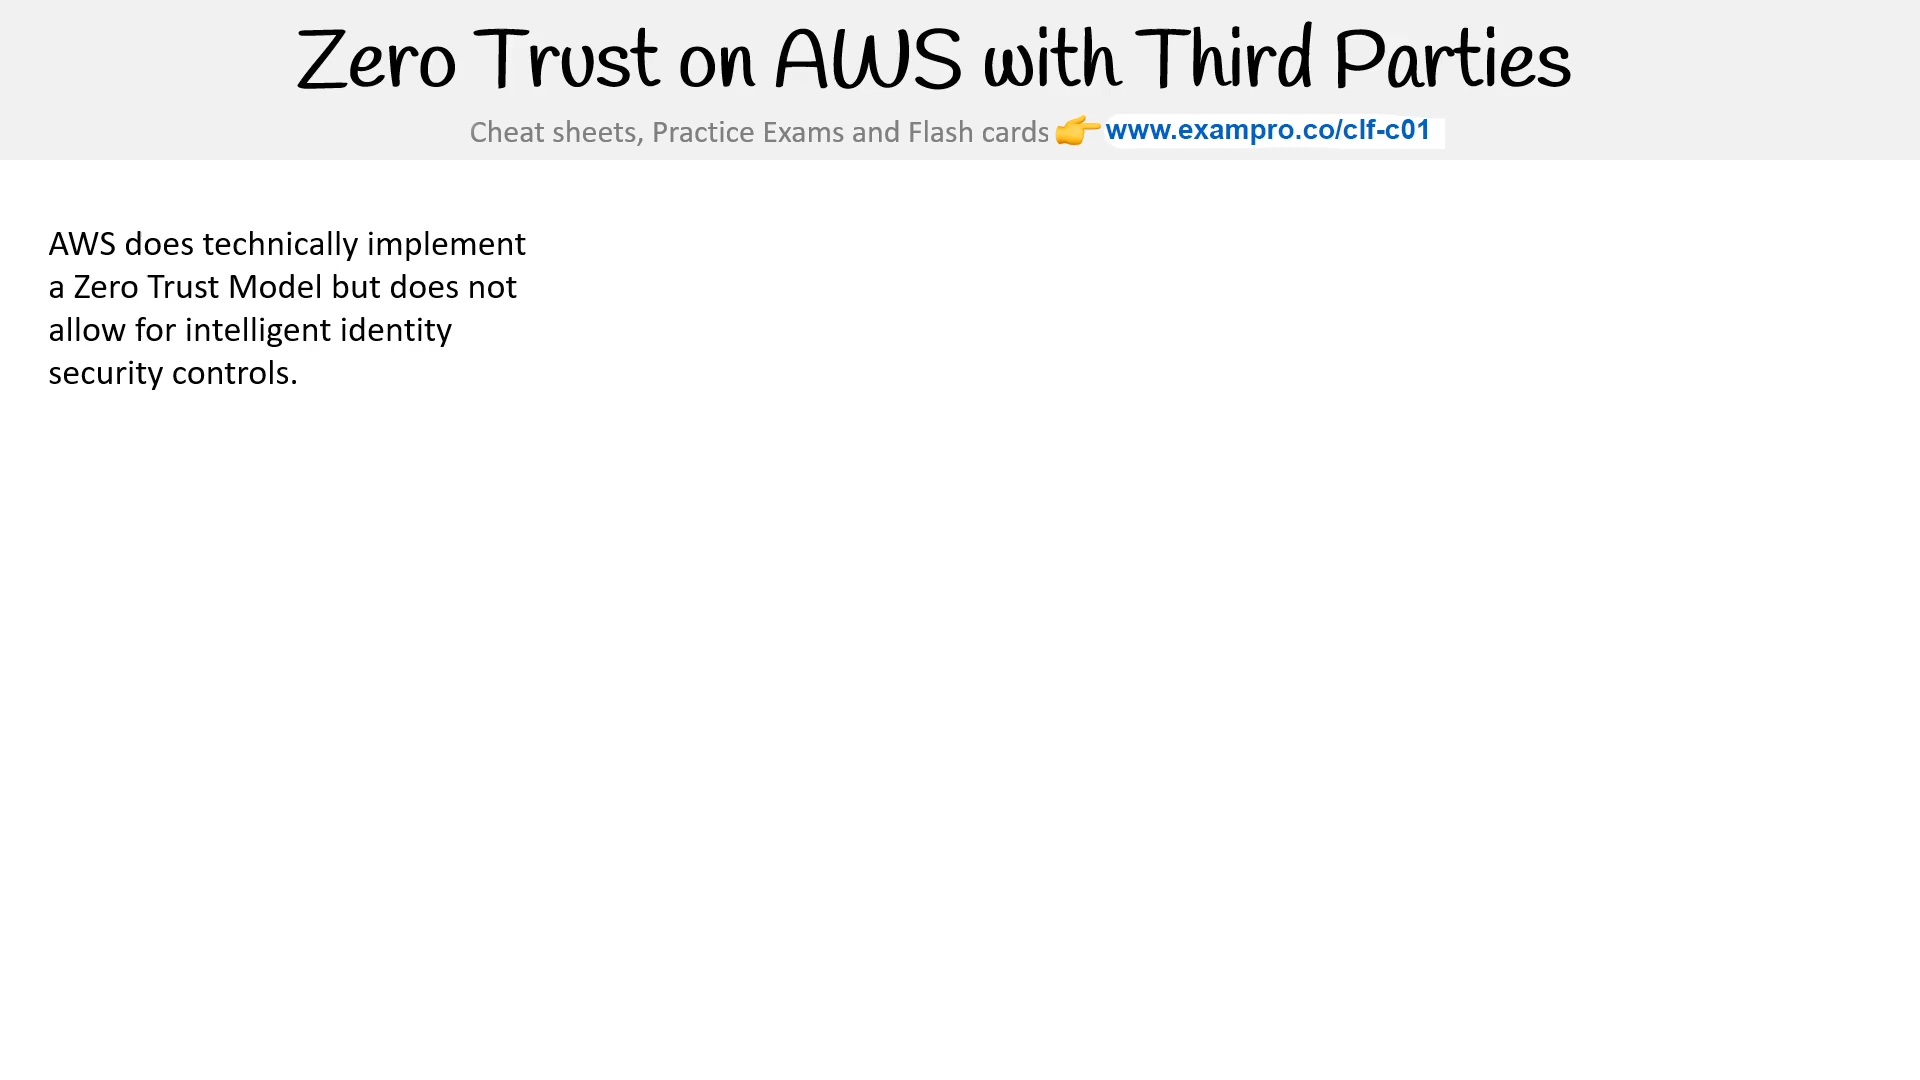 Zero Trust on AWS with Third Parties
Cheat sheets, Practice Exams and Flash cards 👉 www.exampro.co/clf-c01
AWS does technically implement
a Zero Trust Model but does not
allow for intelligent identity
security controls.